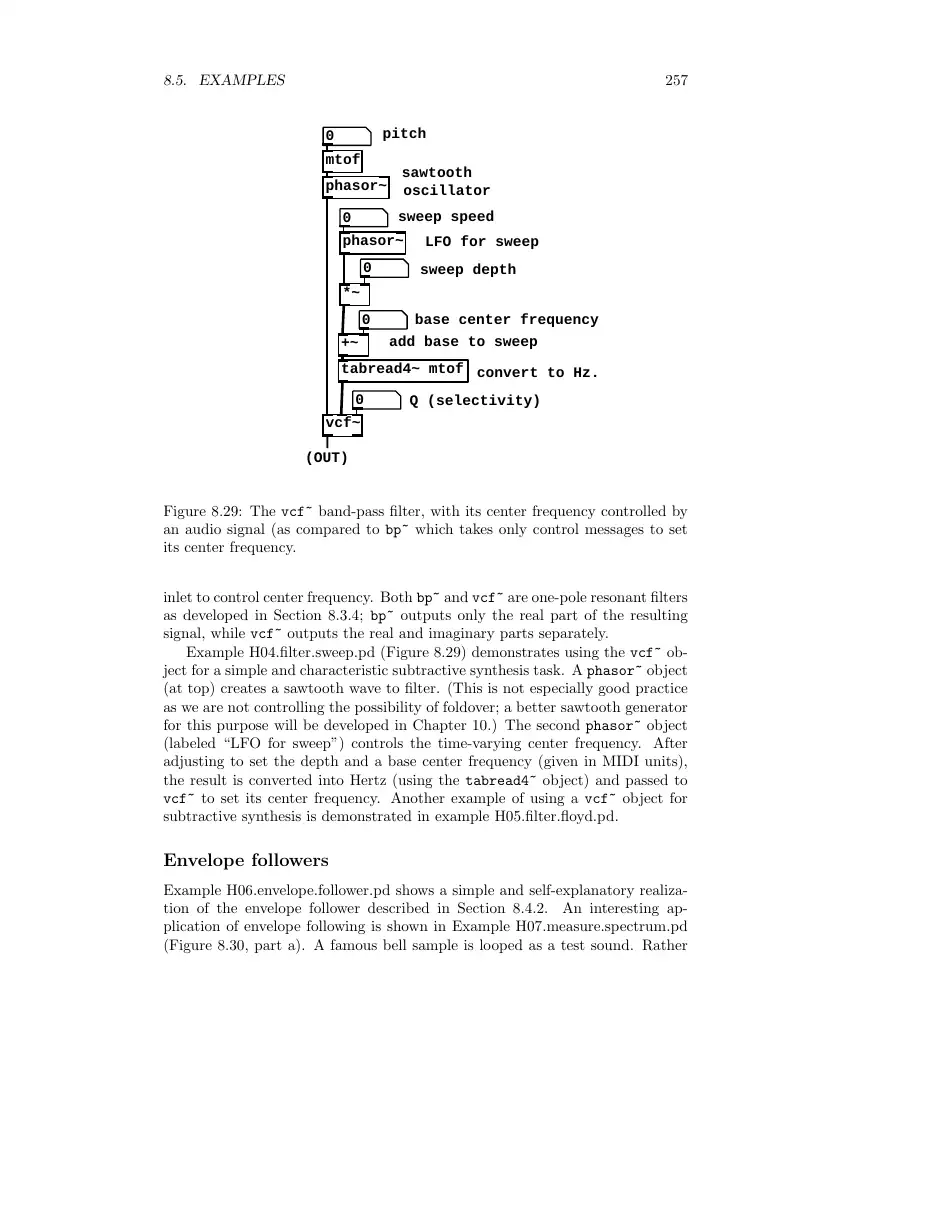 8.5. EXAMPLES 257
0 pitch
mtof
sawtooth
phasor~ oscillator
0 sweep speed
phasor~ LFO for sweep
0 sweep depth
*~
0 base center frequency
+~ add base to sweep
tabread4~ mtof convert to Hz.
0 Q (selectivity)
vcf~
(OUT)
Figure 8.29: The vcf~ band-pass filter, with its center frequency controlled by
an audio signal (as compared to bp~ which takes only control messages to set
its center frequency.
inlet to control center frequency. Both bp~ and vcf~ are one-pole resonant filters
as developed in Section 8.3.4; bp~ outputs only the real part of the resulting
signal, while vcf~ outputs the real and imaginary parts separately.
Example H04.filter.sweep.pd (Figure 8.29) demonstrates using the vcf~ ob-
ject for a simple and characteristic subtractive synthesis task. A phasor~ object
(at top) creates a sawtooth wave to filter. (This is not especially good practice
as we are not controlling the possibility of foldover; a better sawtooth generator
for this purpose will be developed in Chapter 10.) The second phasor~ object
(labeled “LFO for sweep”) controls the time-varying center frequency. After
adjusting to set the depth and a base center frequency (given in MIDI units),
the result is converted into Hertz (using the tabread4~ object) and passed to
vcf~ to set its center frequency. Another example of using a vcf~ object for
subtractive synthesis is demonstrated in example H05.filter.floyd.pd.
Envelope followers
Example H06.envelope.follower.pd shows a simple and self-explanatory realiza-
tion of the envelope follower described in Section 8.4.2. An interesting ap-
plication of envelope following is shown in Example H07.measure.spectrum.pd
(Figure 8.30, part a). A famous bell sample is looped as a test sound. Rather